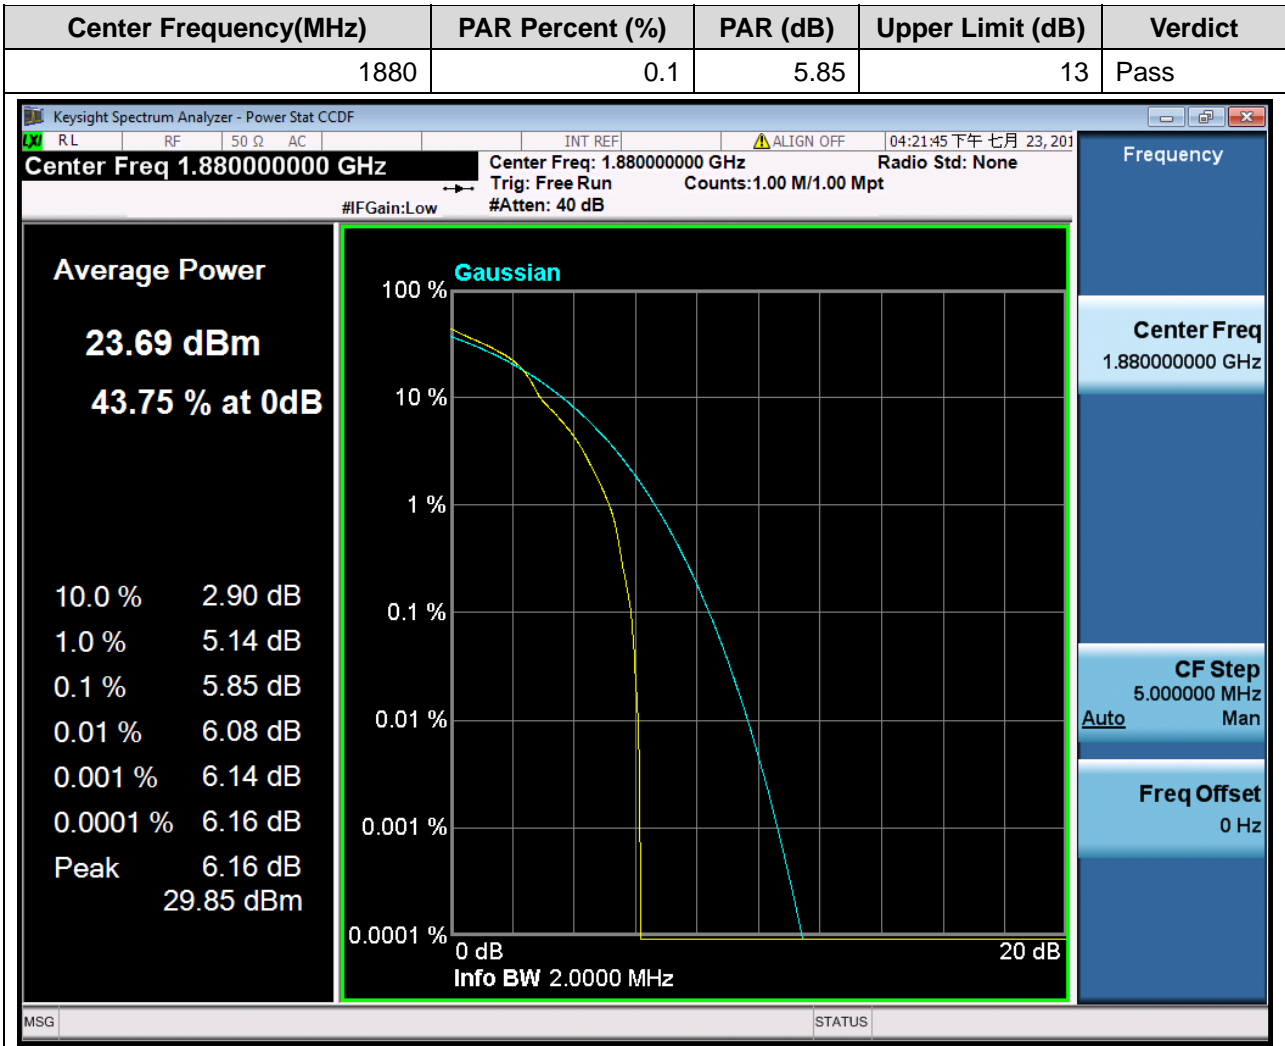 Center Frequency(MHz) PAR Percent (%) PAR (dB) Upper Limit (dB) Verdict
1880 0.1 5.85 13 Pass
Keysight Spectrum Analyzer - Power Stat CCDF
LXI RL RF 50 Ω AC INT REF ALIGN OFF 04:21:45 下午 七月 23, 201
Center Freq 1.880000000 GHz
Center Freq: 1.880000000 GHz Radio Std: None
Trig: Free Run Counts:1.00 M/1.00 Mpt
#IFGain:Low #Atten: 40 dB
Average Power
23.69 dBm
43.75 % at 0dB
10.0 % 2.90 dB
1.0 % 5.14 dB
0.1 % 5.85 dB
0.01 % 6.08 dB
0.001 % 6.14 dB
0.0001 % 6.16 dB
Peak 6.16 dB
29.85 dBm
Gaussian
100 %
10 %
1 %
0.1 %
0.01 %
0.001 %
0.0001 %
0 dB 20 dB
Info BW 2.0000 MHz
Frequency
Center Freq
1.880000000 GHz
CF Step
5.000000 MHz
Auto Man
Freq Offset
0 Hz
MSG STATUS